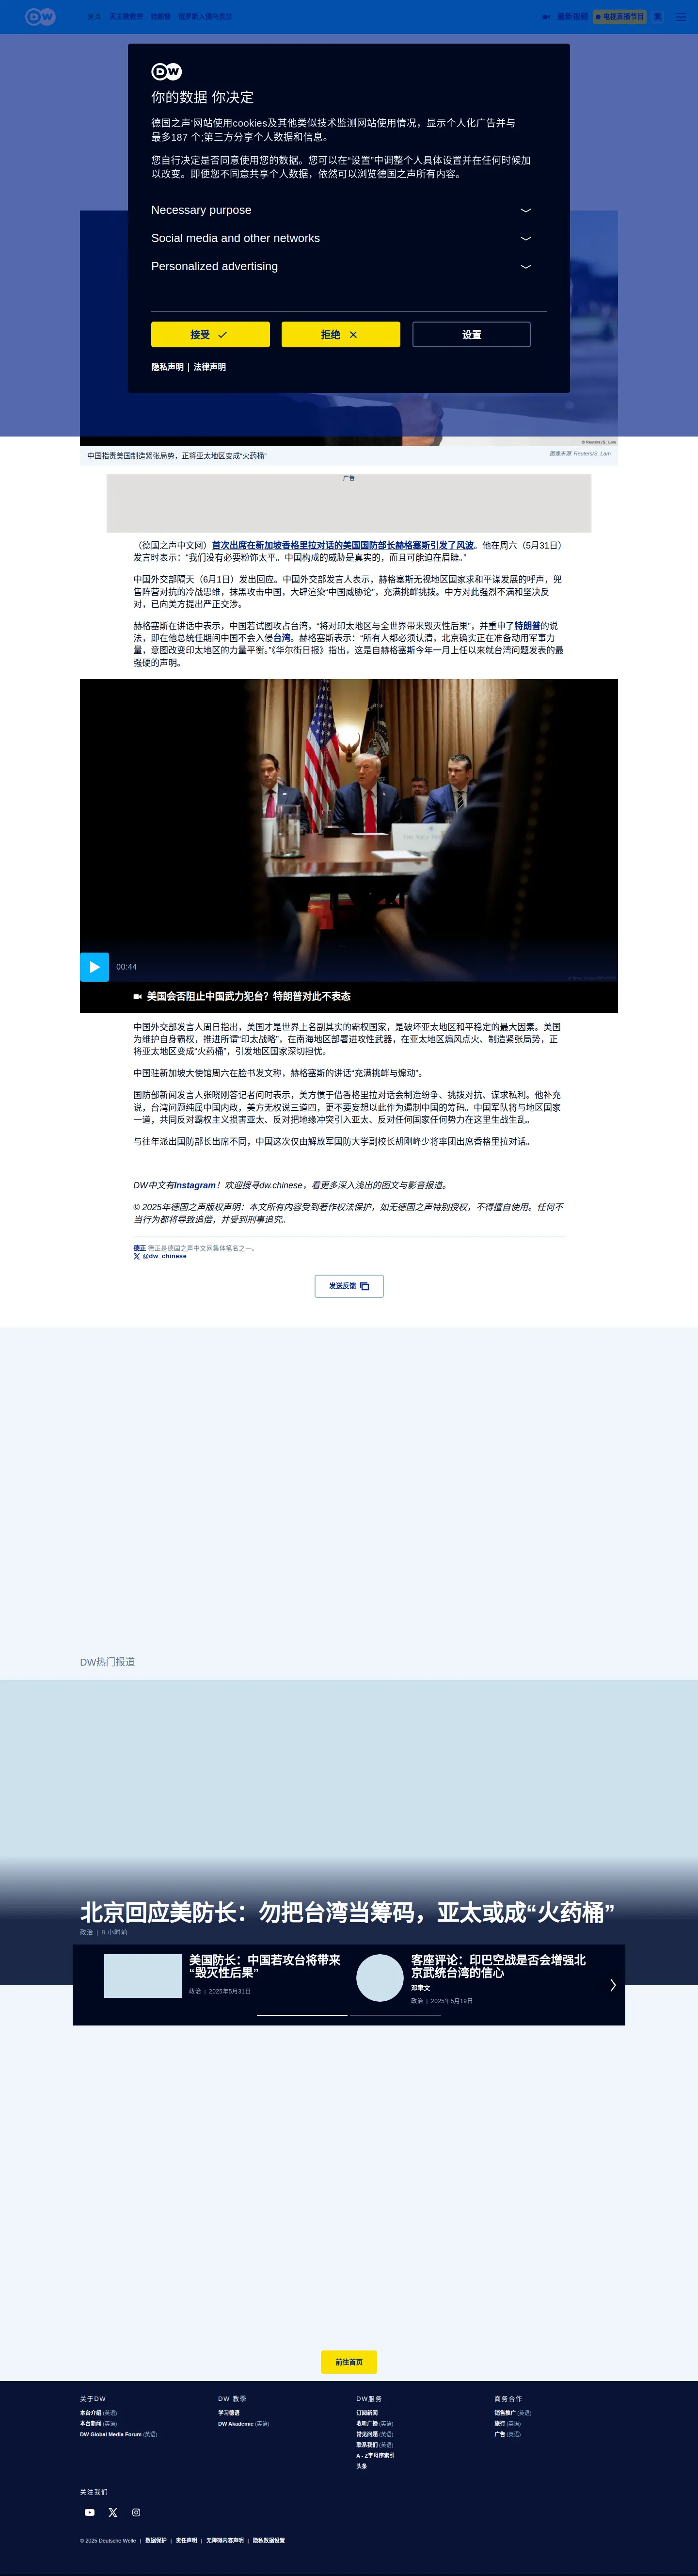 DW
焦点 天主教教宗 特朗普 俄罗斯入侵乌克兰
最新视频 电视直播节目
DW
你的数据 你决定
德国之声'网站使用cookies及其他类似技术监测网站使用情况，显示个人化广告并与
最多187 个;第三方分享个人数据和信息。
您自行决定是否同意使用您的数据。您可以在“设置”中调整个人具体设置并在任何时候加
以改变。即便您不同意共享个人数据，依然可以浏览德国之声所有内容。
Necessary purpose
Social media and other networks
Personalized advertising
接受
拒绝
设置
隐私声明 | 法律声明
© Reuters/S. Lam
中国指责美国制造紧张局势，正将亚太地区变成“火药桶”
图像来源: Reuters/S. Lam
广告
（德国之声中文网）首次出席在新加坡香格里拉对话的美国国防部长赫格塞斯引发了风波。他在周六（5月31日）
发言时表示：“我们没有必要粉饰太平。中国构成的威胁是真实的，而且可能迫在眉睫。”
中国外交部隔天（6月1日）发出回应。中国外交部发言人表示，赫格塞斯无视地区国家求和平谋发展的呼声，兜
售阵营对抗的冷战思维，抹黑攻击中国，大肆渲染“中国威胁论”，充满挑衅挑拨。中方对此强烈不满和坚决反
对，已向美方提出严正交涉。
赫格塞斯在讲话中表示，中国若试图攻占台湾，“将对印太地区与全世界带来毁灭性后果”，并重申了特朗普的说
法，即在他总统任期间中国不会入侵台湾。赫格塞斯表示：“所有人都必须认清，北京确实正在准备动用军事力
量，意图改变印太地区的力量平衡。”《华尔街日报》指出，这是自赫格塞斯今年一月上任以来就台湾问题发表的最
强硬的声明。
00:44
美国会否阻止中国武力犯台？特朗普对此不表态
中国外交部发言人周日指出，美国才是世界上名副其实的霸权国家，是破坏亚太地区和平稳定的最大因素。美国
为维护自身霸权，推进所谓“印太战略”，在南海地区部署进攻性武器，在亚太地区煽风点火、制造紧张局势，正
将亚太地区变成“火药桶”，引发地区国家深切担忧。
中国驻新加坡大使馆周六在脸书发文称，赫格塞斯的讲话“充满挑衅与煽动”。
国防部新闻发言人张晓刚答记者问时表示，美方惯于借香格里拉对话会制造纷争、挑拨对抗、谋求私利。他补充
说，台湾问题纯属中国内政，美方无权说三道四，更不要妄想以此作为遏制中国的筹码。中国军队将与地区国家
一道，共同反对霸权主义损害亚太、反对把地缘冲突引入亚太、反对任何国家任何势力在这里生战生乱。
与往年派出国防部长出席不同，中国这次仅由解放军国防大学副校长胡刚峰少将率团出席香格里拉对话。
DW中文有Instagram！欢迎搜寻dw.chinese，看更多深入浅出的图文与影音报道。
© 2025年德国之声版权声明：本文所有内容受到著作权法保护，如无德国之声特别授权，不得擅自使用。任何不
当行为都将导致追偿，并受到刑事追究。
德正 德正是德国之声中文网集体笔名之一。
@dw_chinese
发送反馈
DW热门报道
北京回应美防长：勿把台湾当筹码，亚太或成“火药桶”
政治 | 8 小时前
美国防长：中国若攻台将带来
“毁灭性后果”
政治 | 2025年5月31日
客座评论：印巴空战是否会增强北
京武统台湾的信心
邓聿文
政治 | 2025年5月19日
前往首页
关于DW
本台介绍 (英语)
本台新闻 (英语)
DW Global Media Forum (英语)
DW 教學
学习德语
DW Akademie (英语)
DW服务
订阅新闻
收听广播 (英语)
常见问题 (英语)
联系我们 (英语)
A - Z字母序索引
头条
商务合作
销售推广 (英语)
旅行 (英语)
广告 (英语)
关注我们
© 2025 Deutsche Welle | 数据保护 | 责任声明 | 无障碍内容声明 | 隐私数据设置